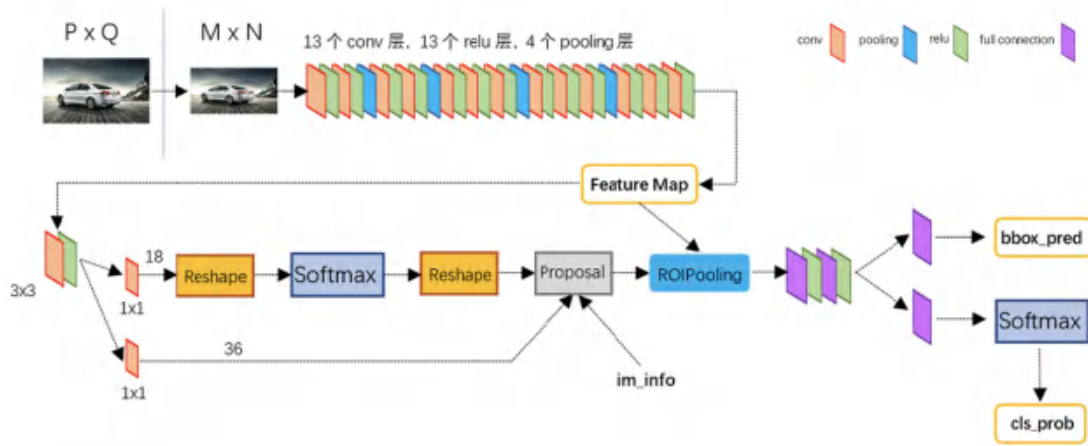 P x Q
M x N
13 个 conv 层, 13 个 relu 层, 4 个 pooling 层
conv
pooling
relu
full connection
Feature Map
3x3
18
1x1
Reshape
Softmax
Reshape
Proposal
ROIPooling
bbox_pred
Softmax
36
1x1
im_info
cls_prob